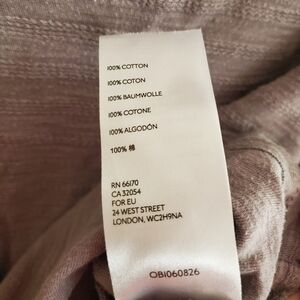 100% COTTON
100% COTON
100% BAUMWOLLE
100% COTONE
100% ALGODÓN
100% 棉
RN 66170
CA 32054
FOR EU
24 WEST STREET
LONDON, WC2H9NA
OBI060826